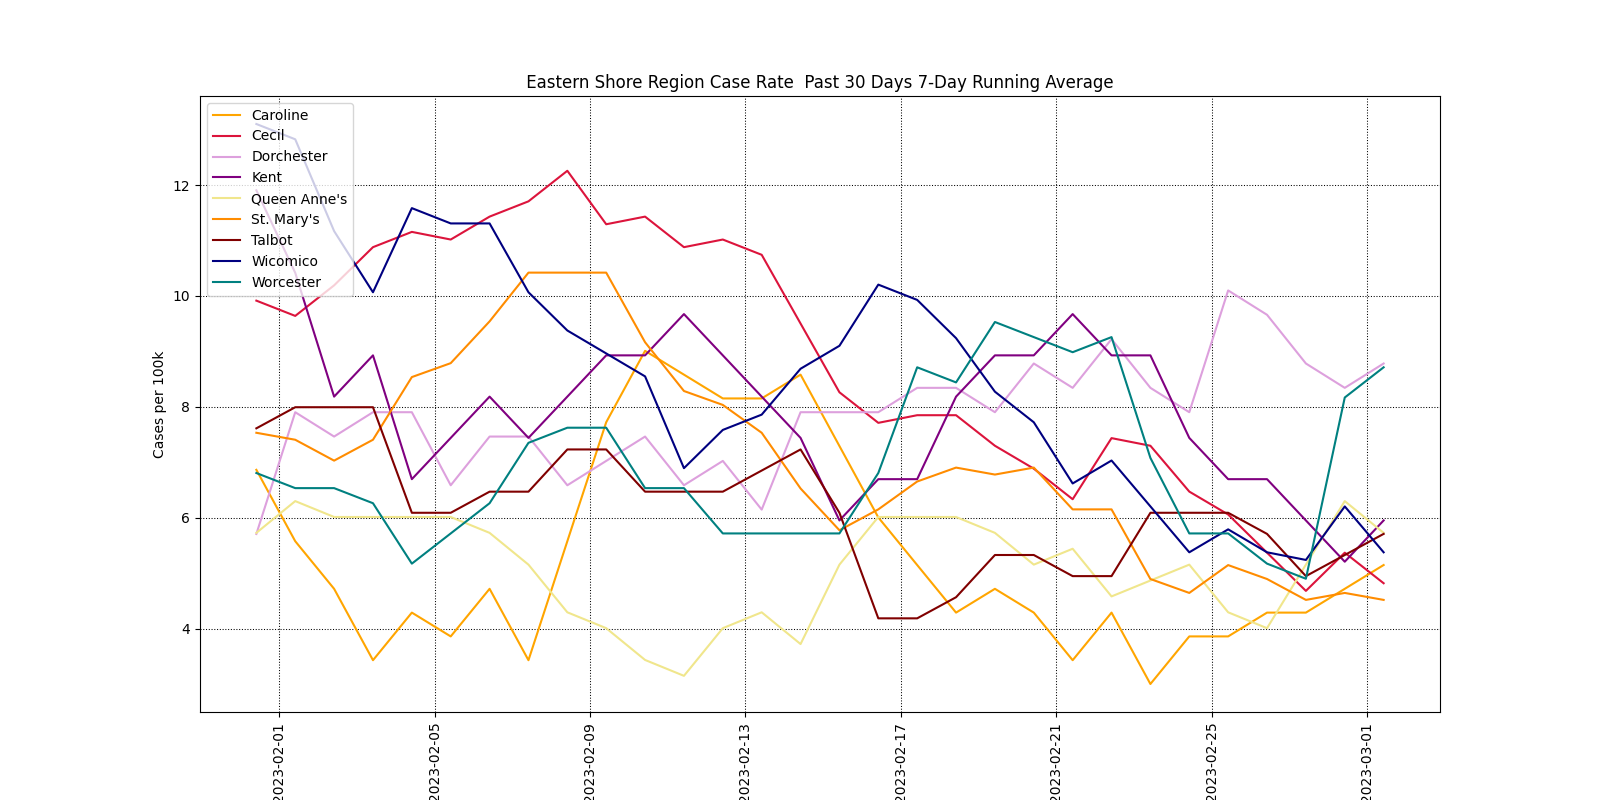 Eastern Shore Region Case Rate  Past 30 Days 7-Day Running Average
Caroline
Cecil
Dorchester
Kent
Queen Anne's
St. Mary's
Talbot
Wicomico
Worcester
Cases per 100k
12
10
8
6
4
2023-02-01
2023-02-05
2023-02-09
2023-02-13
2023-02-17
2023-02-21
2023-02-25
2023-03-01